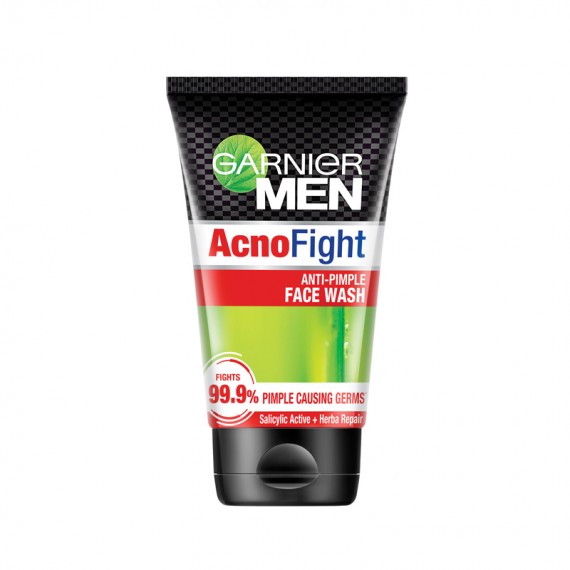 GARNIER
MEN
AcnoFight
ANTI-PIMPLE
FACE WASH
FIGHTS
99.9% PIMPLE CAUSING GERMS*
Salicylic Active + Herba Repair